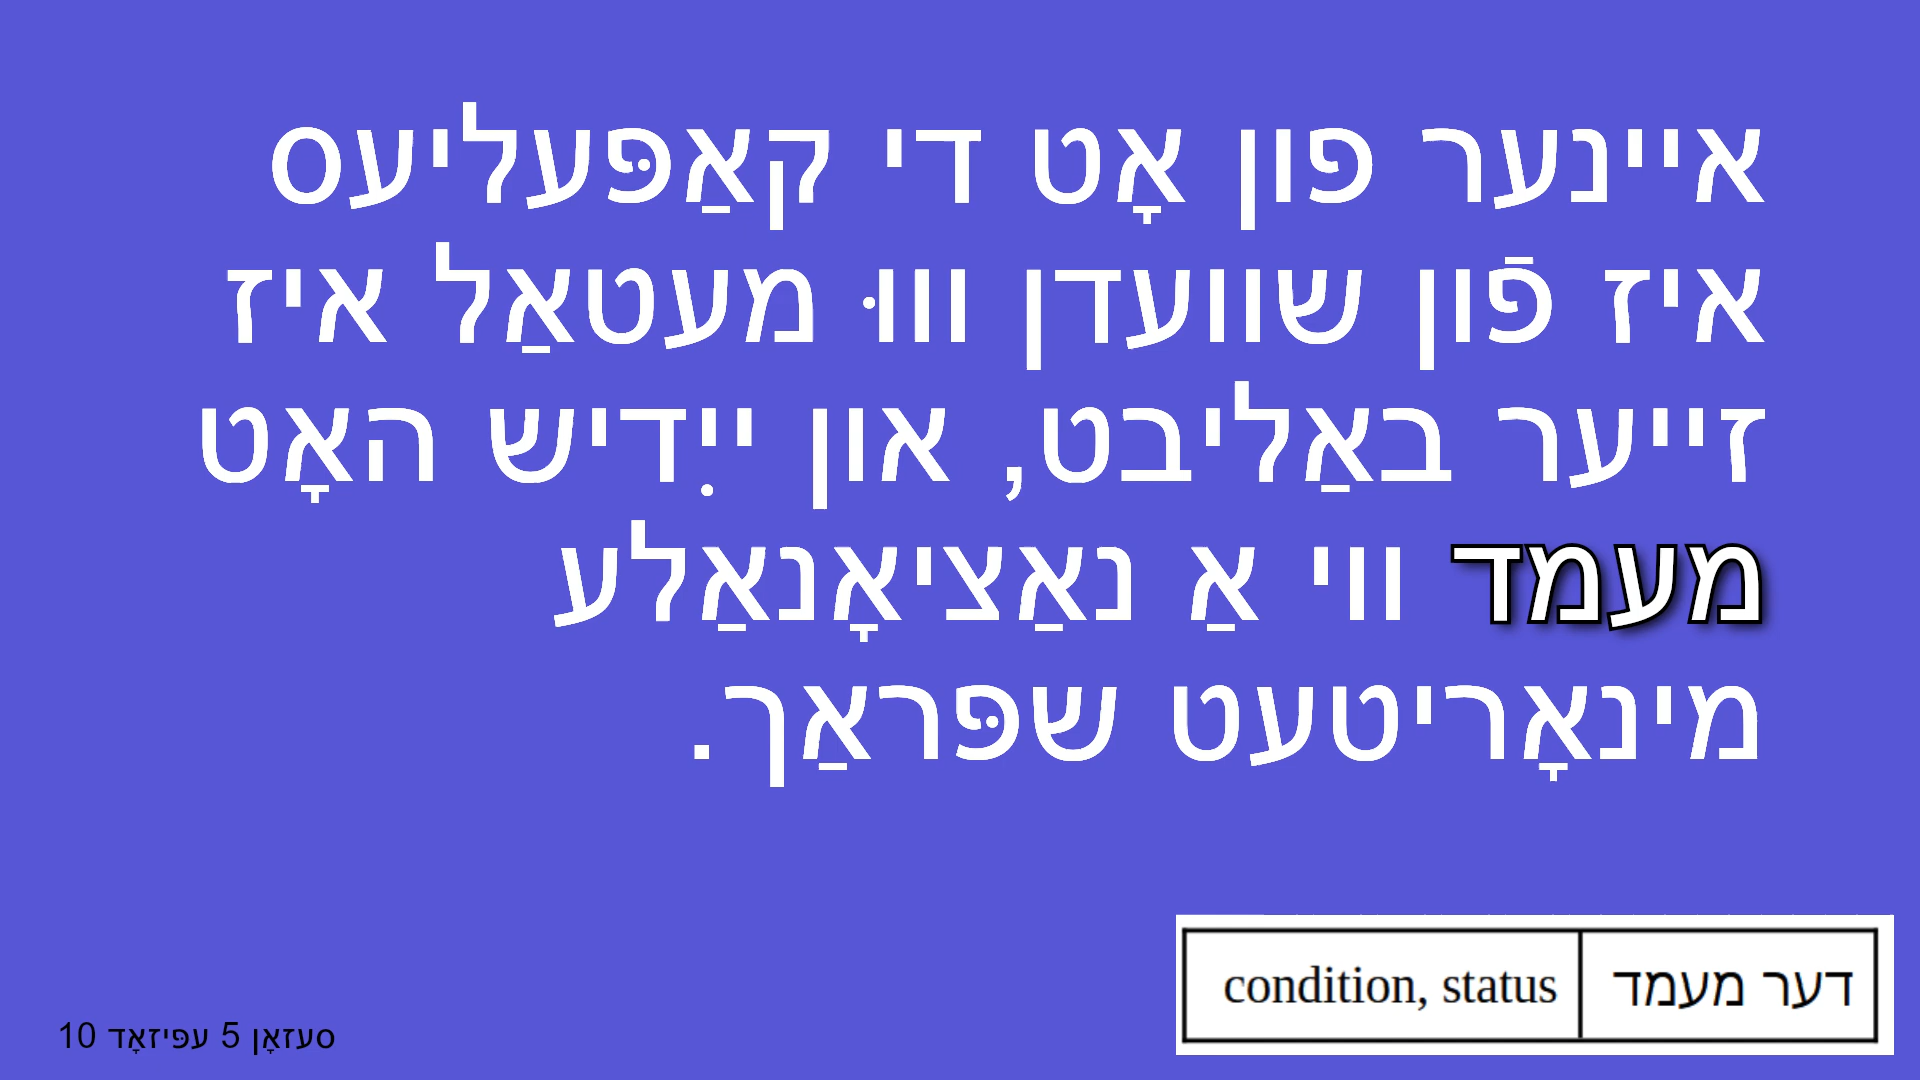 איינער פון אָט די קאַפּעליעס
איז פֿון שוועדן וווּ מעטאַל איז
זייער באַליבט, און ייִדיש האָט
מעמד ווי אַ נאַציאָנאַלע
מינאָריטעט שפּראַך.
דער מעמד
condition, status
סעזאָן 5 עפּיזאָד 10